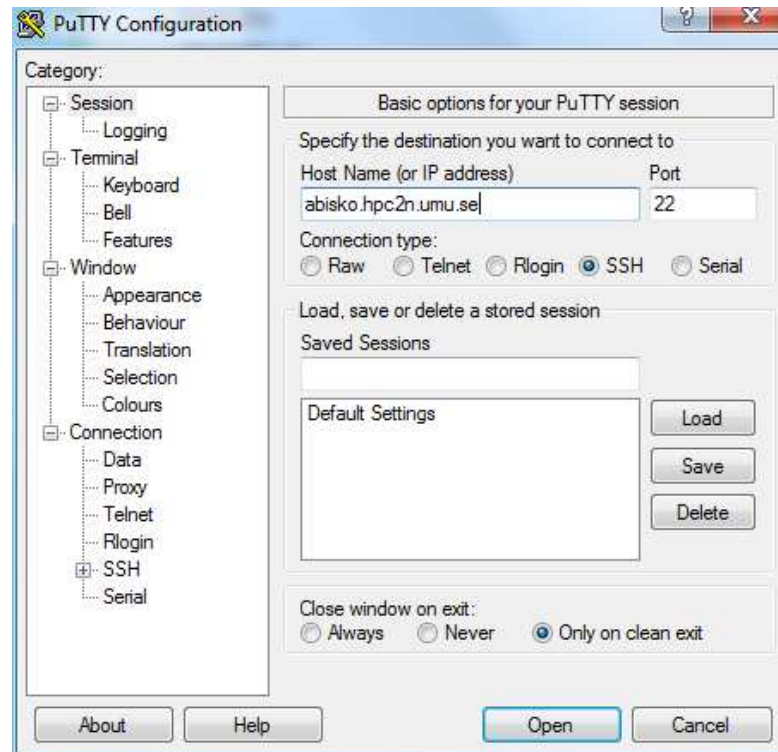 PuTTY Configuration
?
X
Category:
Session
Logging
Terminal
Keyboard
Bell
Features
Window
Appearance
Behaviour
Translation
Selection
Colours
Connection
Data
Proxy
Telnet
Rlogin
SSH
Serial
Basic options for your PuTTY session
Specify the destination you want to connect to
Host Name (or IP address) Port
abisko.hpc2n.umu.se 22
Connection type:
Raw Telnet Rlogin SSH Serial
Load, save or delete a stored session
Saved Sessions
Default Settings
Load
Save
Delete
Close window on exit:
Always Never Only on clean exit
About Help Open Cancel